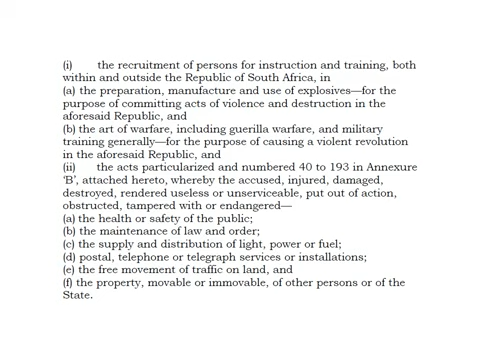 (i) the recruitment of persons for instruction and training, both
within and outside the Republic of South Africa, in
(a) the preparation, manufacture and use of explosives—for the
purpose of committing acts of violence and destruction in the
aforesaid Republic, and
(b) the art of warfare, including guerilla warfare, and military
training generally—for the purpose of causing a violent revolution
in the aforesaid Republic, and
(ii) the acts particularized and numbered 40 to 193 in Annexure
'B', attached hereto, whereby the accused, injured, damaged,
destroyed, rendered useless or unserviceable, put out of action,
obstructed, tampered with or endangered—
(a) the health or safety of the public;
(b) the maintenance of law and order;
(c) the supply and distribution of light, power or fuel;
(d) postal, telephone or telegraph services or installations;
(e) the free movement of traffic on land, and
(f) the property, movable or immovable, of other persons or of the
State.